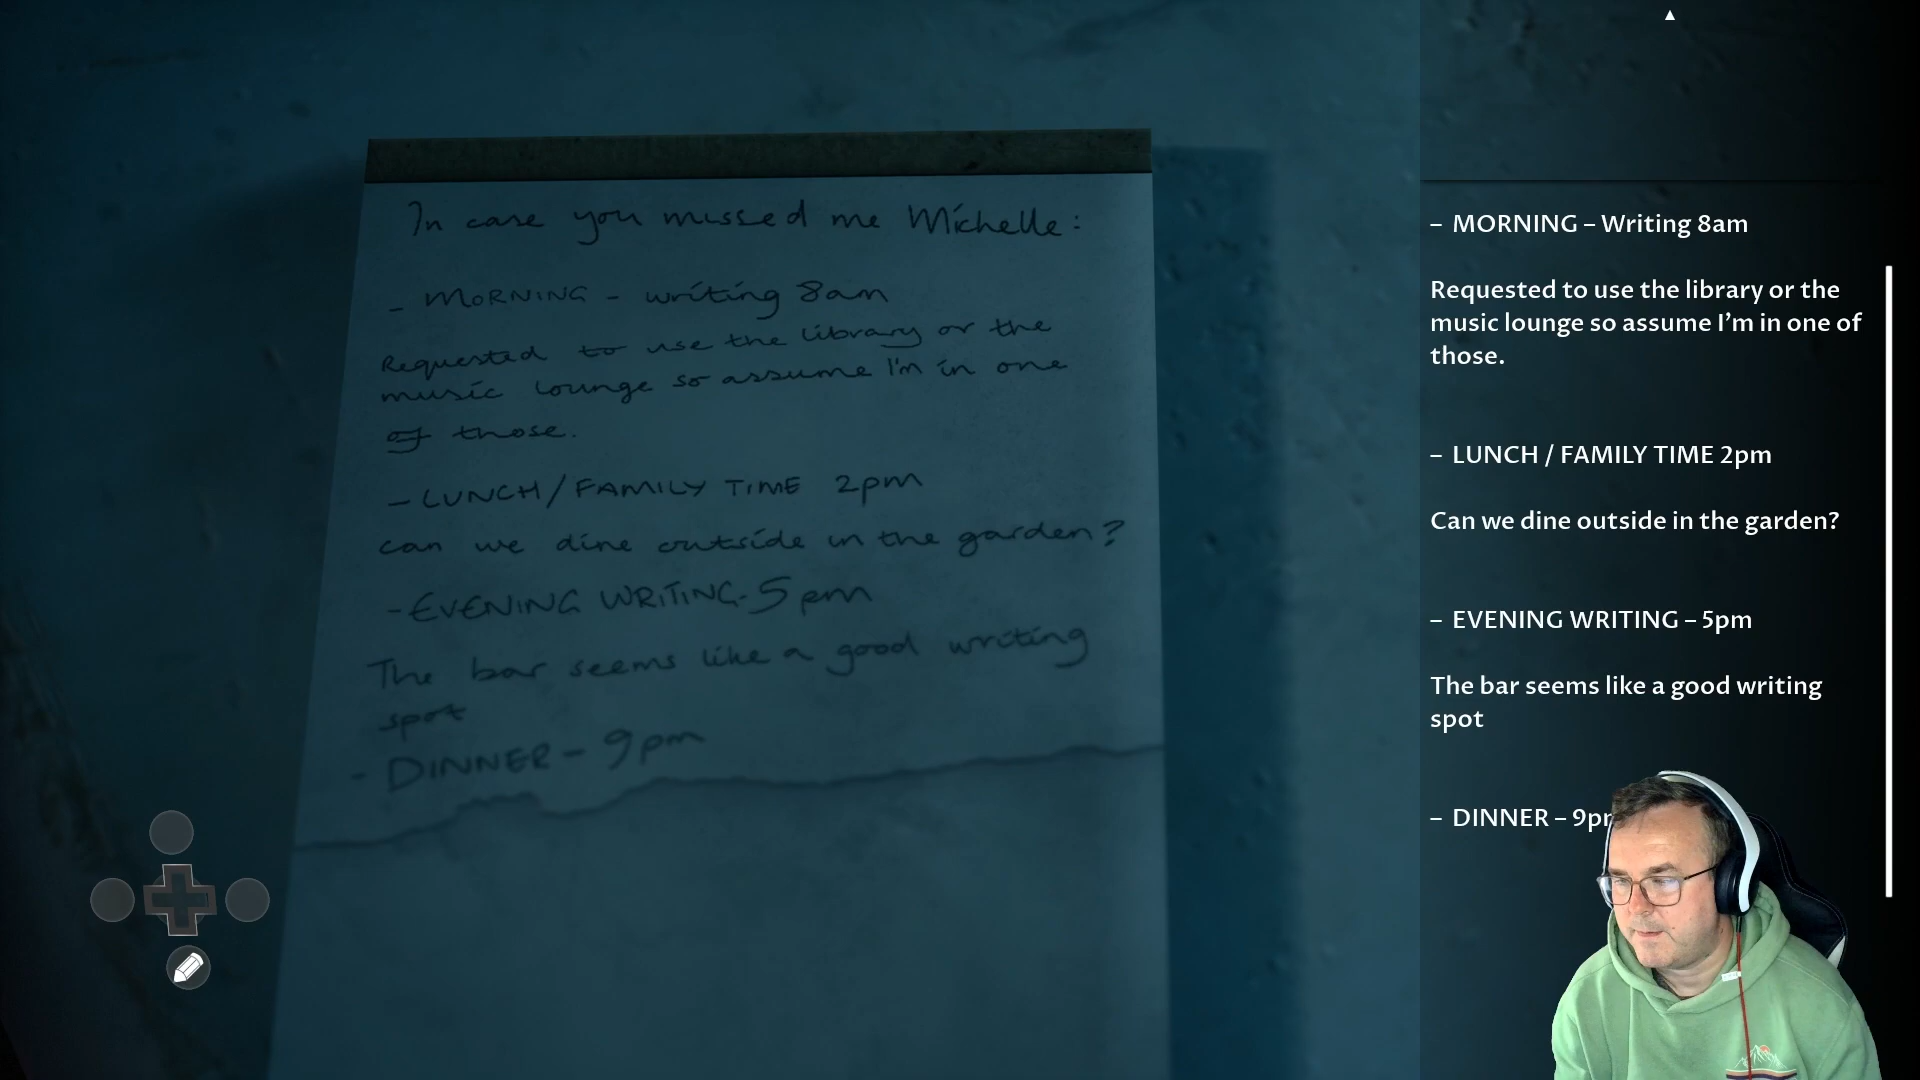 In case you missed me Michelle:
- MORNING - writing 8am
Requested to use the library or the
music lounge so assume I'm in one
of those.
- LUNCH/FAMILY TIME 2pm
can we dine outside in the garden?
- EVENING WRITING - 5pm
The bar seems like a good writing
spot
- DINNER - 9pm
– MORNING – Writing 8am
Requested to use the library or the
music lounge so assume I'm in one of
those.
– LUNCH / FAMILY TIME 2pm
Can we dine outside in the garden?
– EVENING WRITING – 5pm
The bar seems like a good writing
spot
– DINNER –